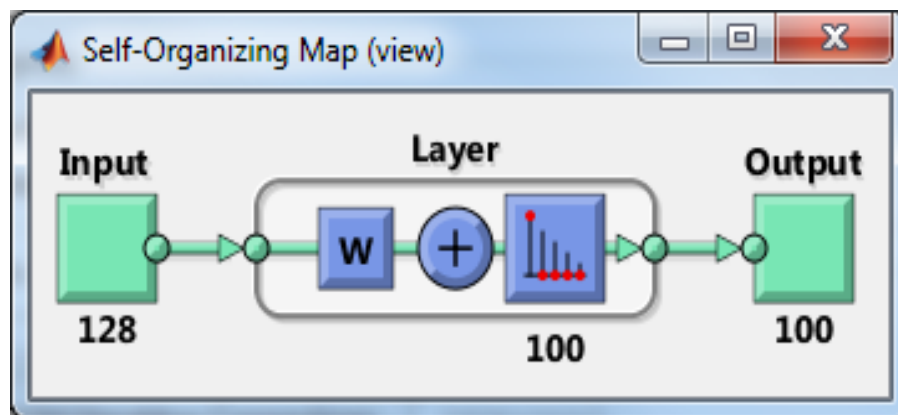 Self-Organizing Map (view)
Layer
Input
Output
W
+
128
100
100